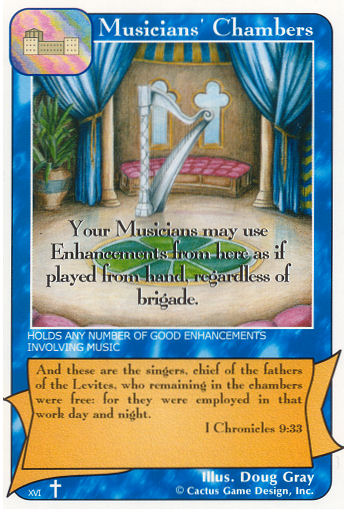 Musicians' Chambers
Your Musicians may use
Enhancements from here as if
played from hand, regardless of
brigade.
HOLDS ANY NUMBER OF GOOD ENHANCEMENTS
INVOLVING MUSIC
And these are the singers, chief of the fathers
of the Levites, who remaining in the chambers
were free: for they were employed in that
work day and night.
I Chronicles 9:33
XVI
Illus. Doug Gray
© Cactus Game Design, Inc.